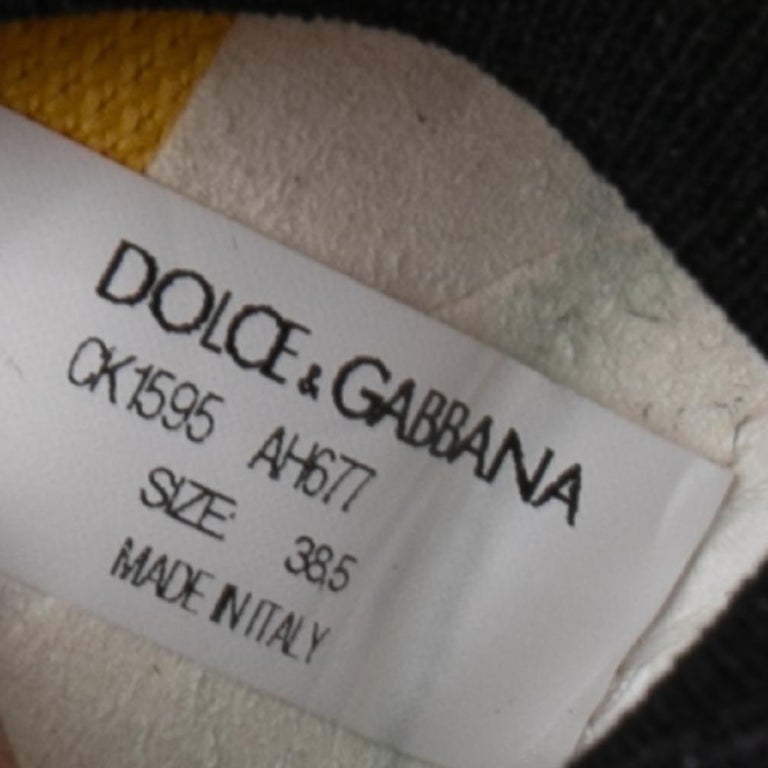 DOLCE & GABBANA
CK1595 AH677
SIZE: 38,5
MADE IN ITALY